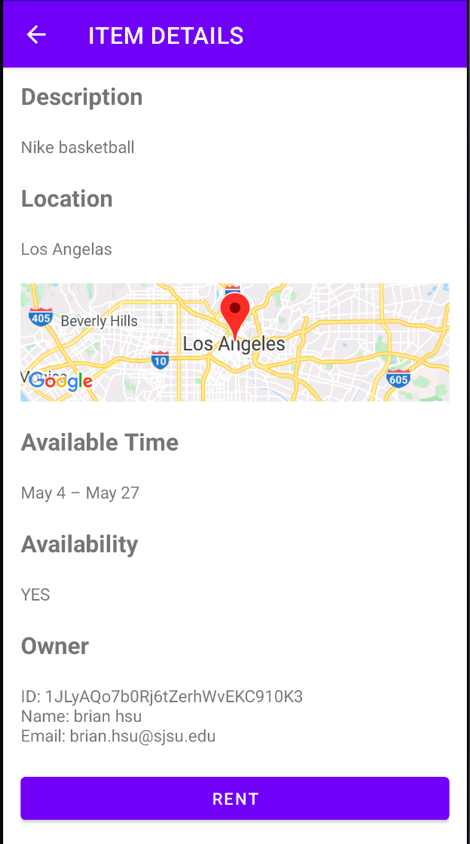 ITEM DETAILS
Description
Nike basketball
Location
Los Angelas
405
Beverly Hills
Los Angeles
10
605
Google
Available Time
May 4 – May 27
Availability
YES
Owner
ID: 1JLyAQo7b0Rj6tZerhWvEKC910K3
Name: brian hsu
Email: brian.hsu@sjsu.edu
RENT